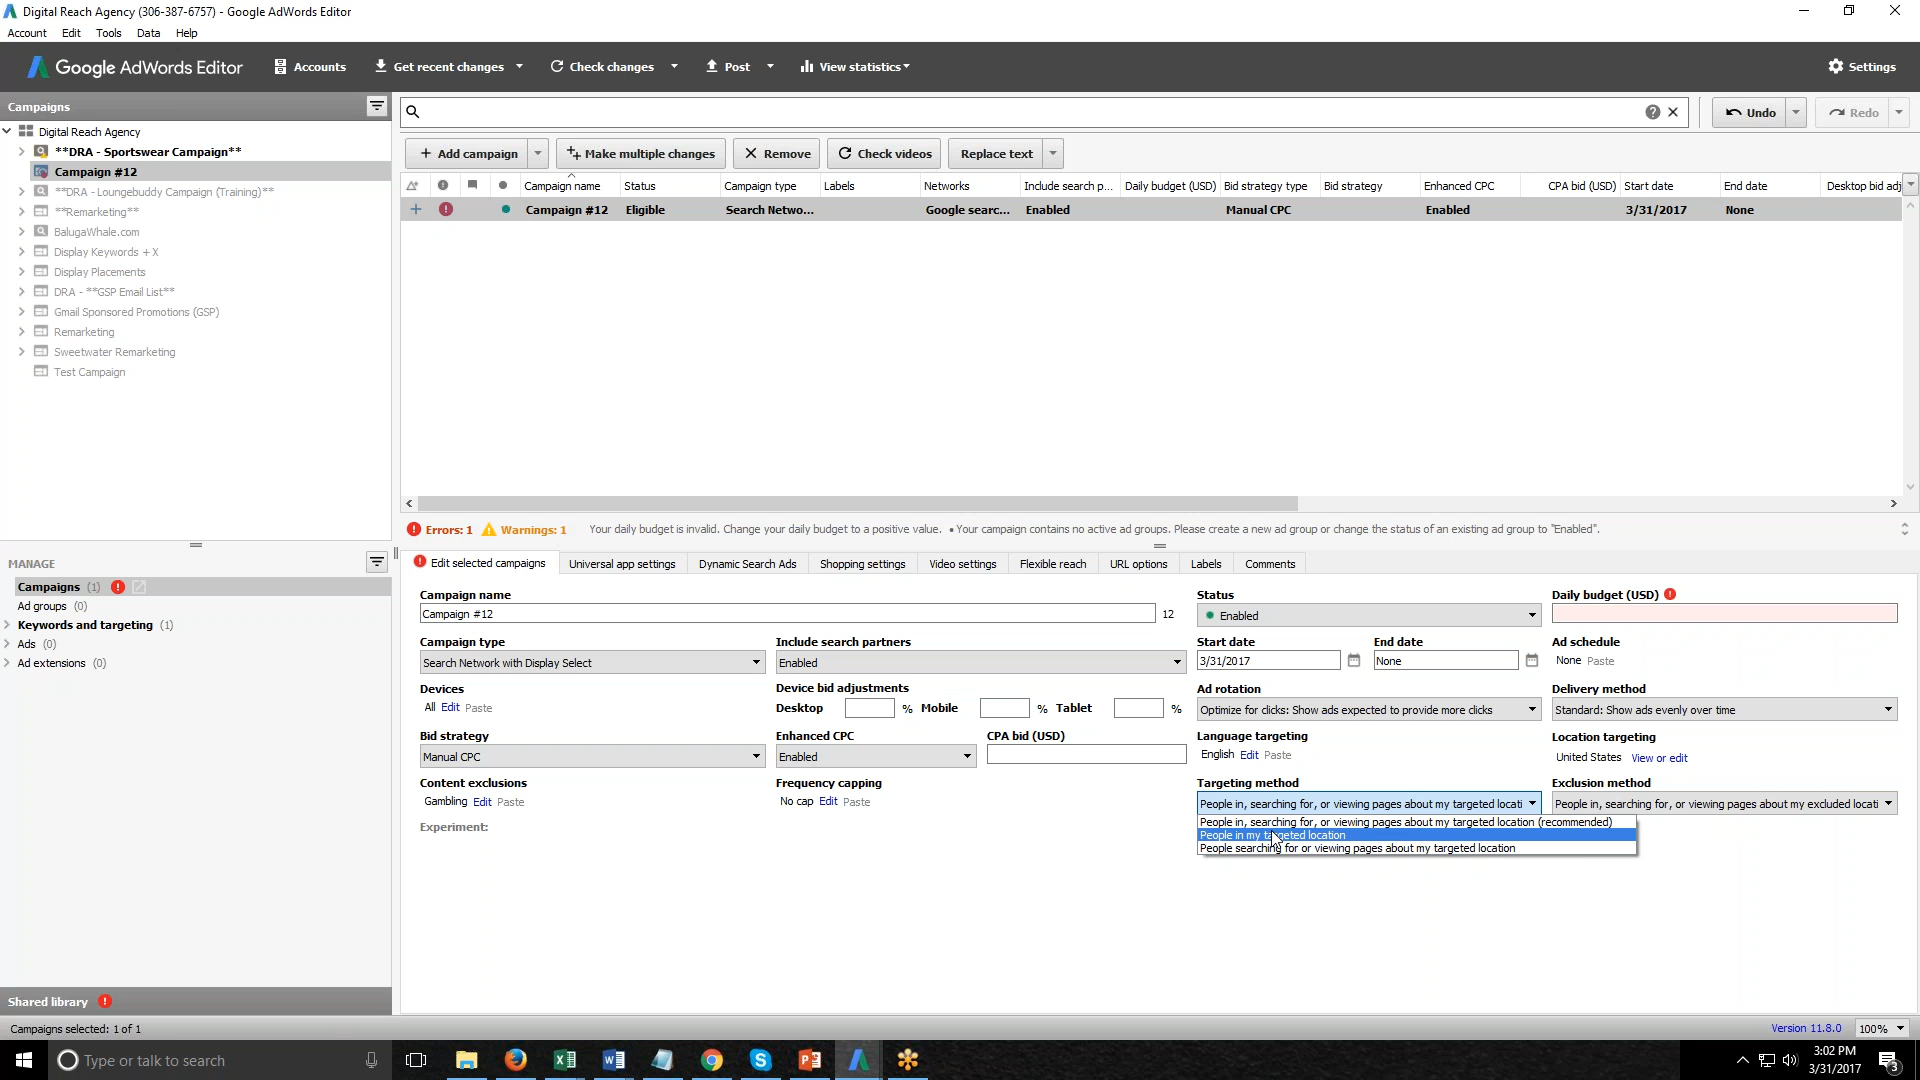 Digital Reach Agency (306-387-6757) - Google AdWords Editor
Account Edit Tools Data Help
Google AdWords Editor Accounts Get recent changes Check changes Post View statistics Settings
Campaigns
Undo Redo
Digital Reach Agency
**DRA - Sportswear Campaign**
Campaign #12
**DRA - Loungebuddy Campaign (Training)**
**Remarketing**
BalugaWhale.com
Display Keywords + X
Display Placements
DRA - **GSP Email List**
Gmail Sponsored Promotions (GSP)
Remarketing
Sweetwater Remarketing
Test Campaign
+ Add campaign Make multiple changes Remove Check videos Replace text
Campaign name Status Campaign type Labels Networks Include search p... Daily budget (USD) Bid strategy type Bid strategy Enhanced CPC CPA bid (USD) Start date End date Desktop bid adj
Campaign #12 Eligible Search Netwo... Google searc... Enabled Manual CPC Enabled 3/31/2017 None
Errors: 1 Warnings: 1 Your daily budget is invalid. Change your daily budget to a positive value. • Your campaign contains no active ad groups. Please create a new ad group or change the status of an existing ad group to "Enabled".
MANAGE
Campaigns (1)
Ad groups (0)
Keywords and targeting (1)
Ads (0)
Ad extensions (0)
Edit selected campaigns Universal app settings Dynamic Search Ads Shopping settings Video settings Flexible reach URL options Labels Comments
Campaign name Status Daily budget (USD)
Campaign #12 12 Enabled
Campaign type Include search partners Start date End date Ad schedule
Search Network with Display Select Enabled 3/31/2017 None None Paste
Devices Device bid adjustments Ad rotation Delivery method
All Edit Paste Desktop % Mobile % Tablet % Optimize for clicks: Show ads expected to provide more clicks Standard: Show ads evenly over time
Bid strategy Enhanced CPC CPA bid (USD) Language targeting Location targeting
Manual CPC Enabled English Edit Paste United States View or edit
Content exclusions Frequency capping Targeting method Exclusion method
Gambling Edit Paste No cap Edit Paste People in, searching for, or viewing pages about my targeted locati People in, searching for, or viewing pages about my excluded locati
Experiment:
People in, searching for, or viewing pages about my targeted location (recommended)
People in my targeted location
People searching for or viewing pages about my targeted location
Shared library
Campaigns selected: 1 of 1 Version 11.8.0 100%
Type or talk to search
3:02 PM
3/31/2017
3